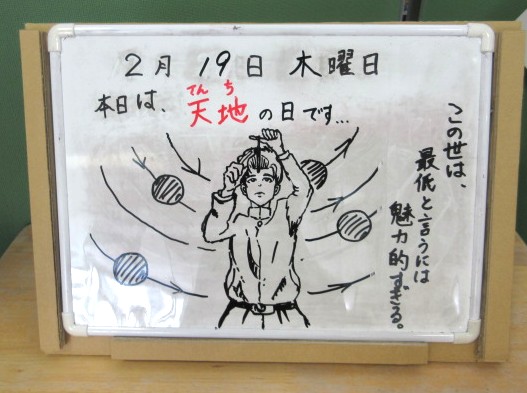 2月 19日 木曜日
てんち
本日は、天地の日です...
この世は、
最低と言うには
魅力的すぎる。